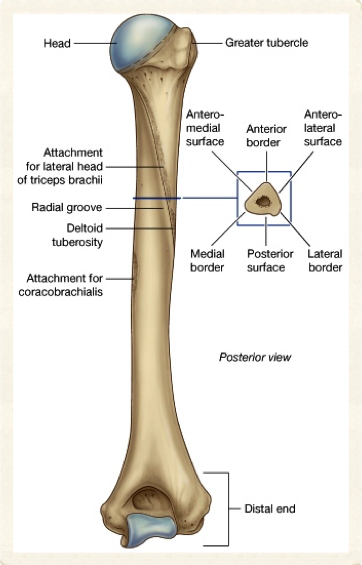 Head
Greater tubercle
Antero-
medial
surface
Anterior
border
Antero-
lateral
surface
Attachment
for lateral head
of triceps brachii
Radial groove
Deltoid
tuberosity
Medial
border
Posterior
surface
Lateral
border
Attachment for
coracobrachialis
Posterior view
Distal end